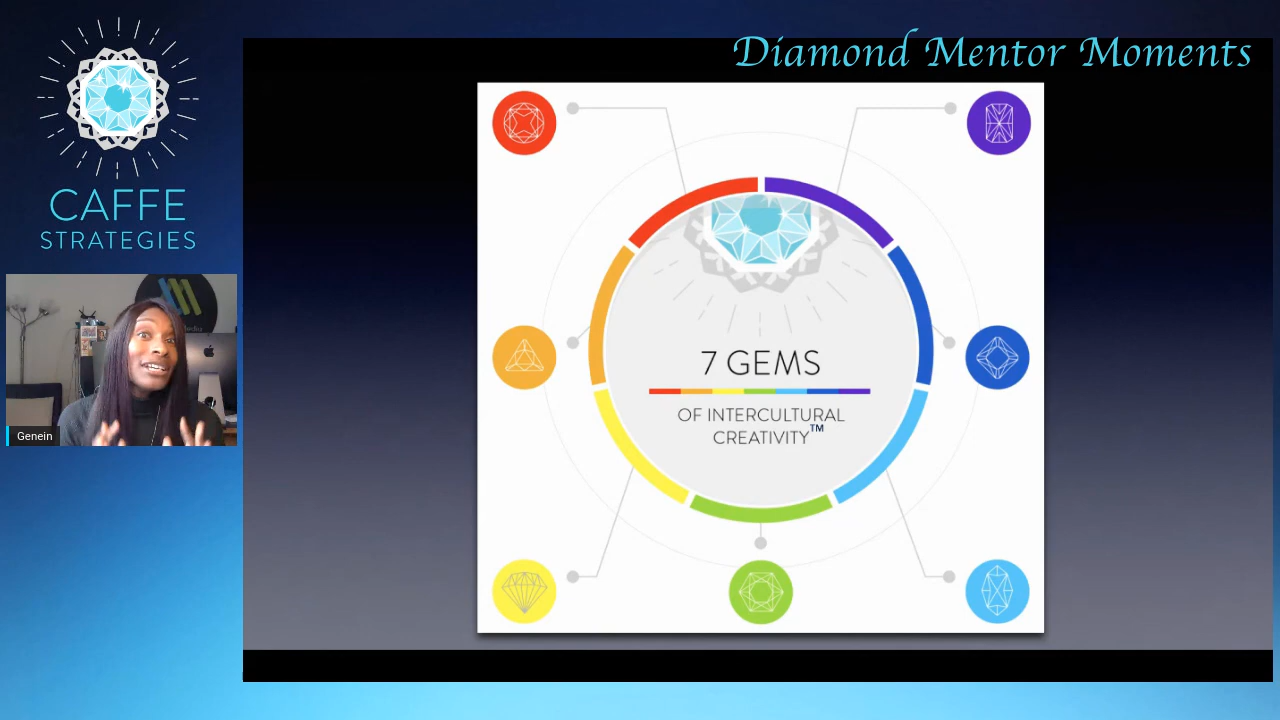 Diamond Mentor Moments
CAFFE
STRATEGIES
Genein
7 GEMS
OF INTERCULTURAL
CREATIVITY™